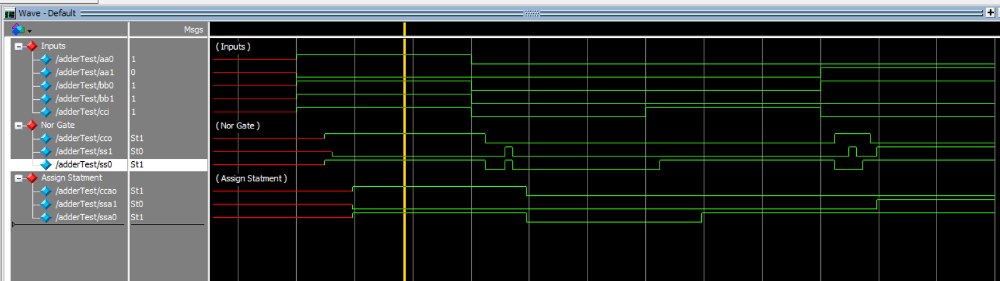 Wave - Default
Msgs
Inputs
(Inputs)
/adderTest/aa0 1
/adderTest/aa1 0
/adderTest/bb0 1
/adderTest/bb1 1
/adderTest/cci 1
Nor Gate
(Nor Gate)
/adderTest/cco St1
/adderTest/ss1 St0
/adderTest/ss0 St1
Assign Statment
(Assign Statment)
/adderTest/ccao St1
/adderTest/ssa1 St0
/adderTest/ssa0 St1